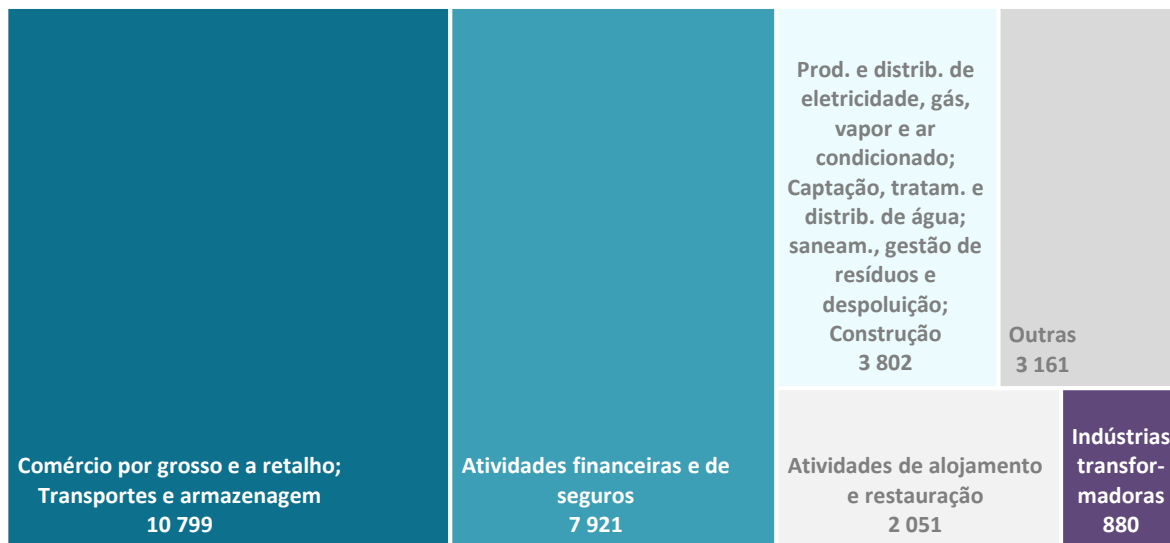 Comércio por grosso e a retalho;
Transportes e armazenagem
10 799
Atividades financeiras e de
seguros
7 921
Prod. e distrib. de
eletricidade, gás,
vapor e ar
condicionado;
Captação, tratam. e
distrib. de água;
saneam., gestão de
resíduos e
despoluição;
Construção
3 802
Outras
3 161
Atividades de alojamento
e restauração
2 051
Indústrias
transfor-
madoras
880